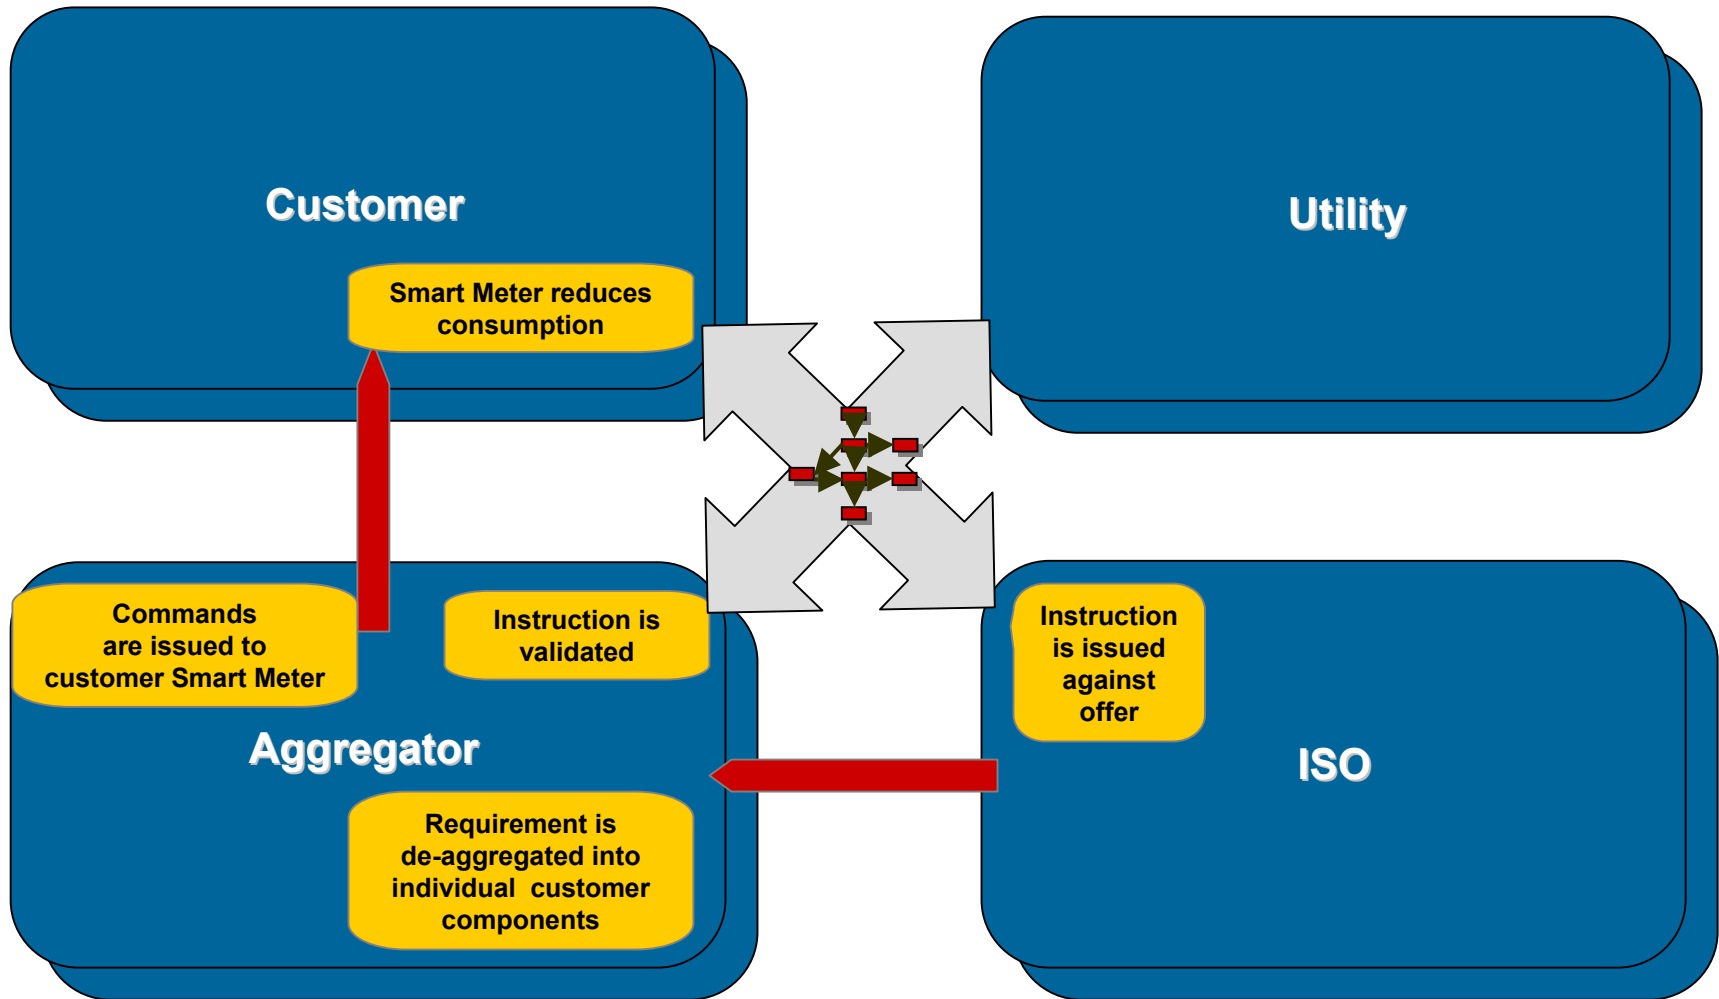 Customer
Smart Meter reduces
consumption
Utility
Commands
are issued to
customer Smart Meter
Instruction is
validated
Aggregator
Requirement is
de-aggregated into
individual customer
components
Instruction
is issued
against
offer
ISO